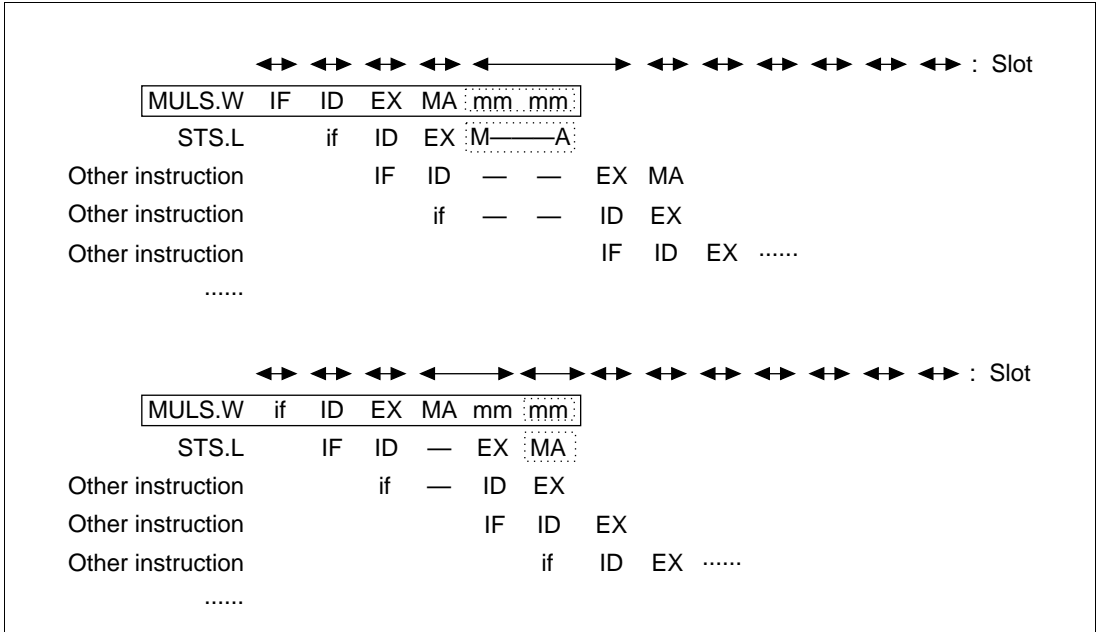 : Slot
MULS.W IF ID EX MA mm mm
STS.L if ID EX M———A
Other instruction IF ID — — EX MA
Other instruction if — — ID EX
Other instruction IF ID EX ······
······
: Slot
MULS.W if ID EX MA mm mm
STS.L IF ID — EX MA
Other instruction if — ID EX
Other instruction IF ID EX
Other instruction if ID EX ······
······